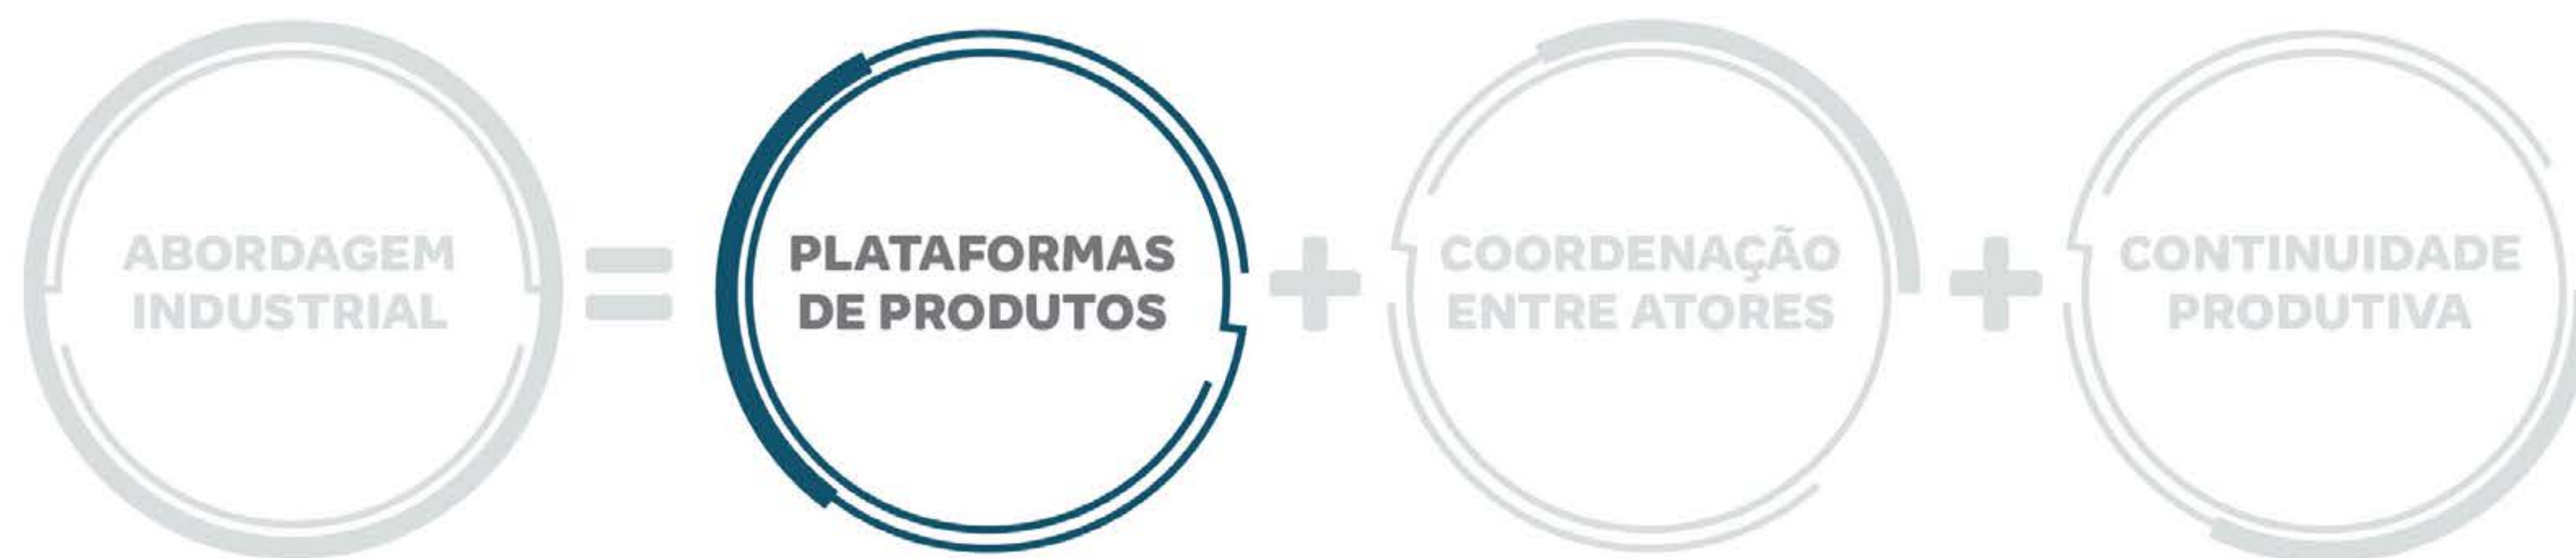 ABORDAGEM
INDUSTRIAL
=
PLATAFORMAS
DE PRODUTOS
+
COORDENAÇÃO
ENTRE ATORES
+
CONTINUIDADE
PRODUTIVA